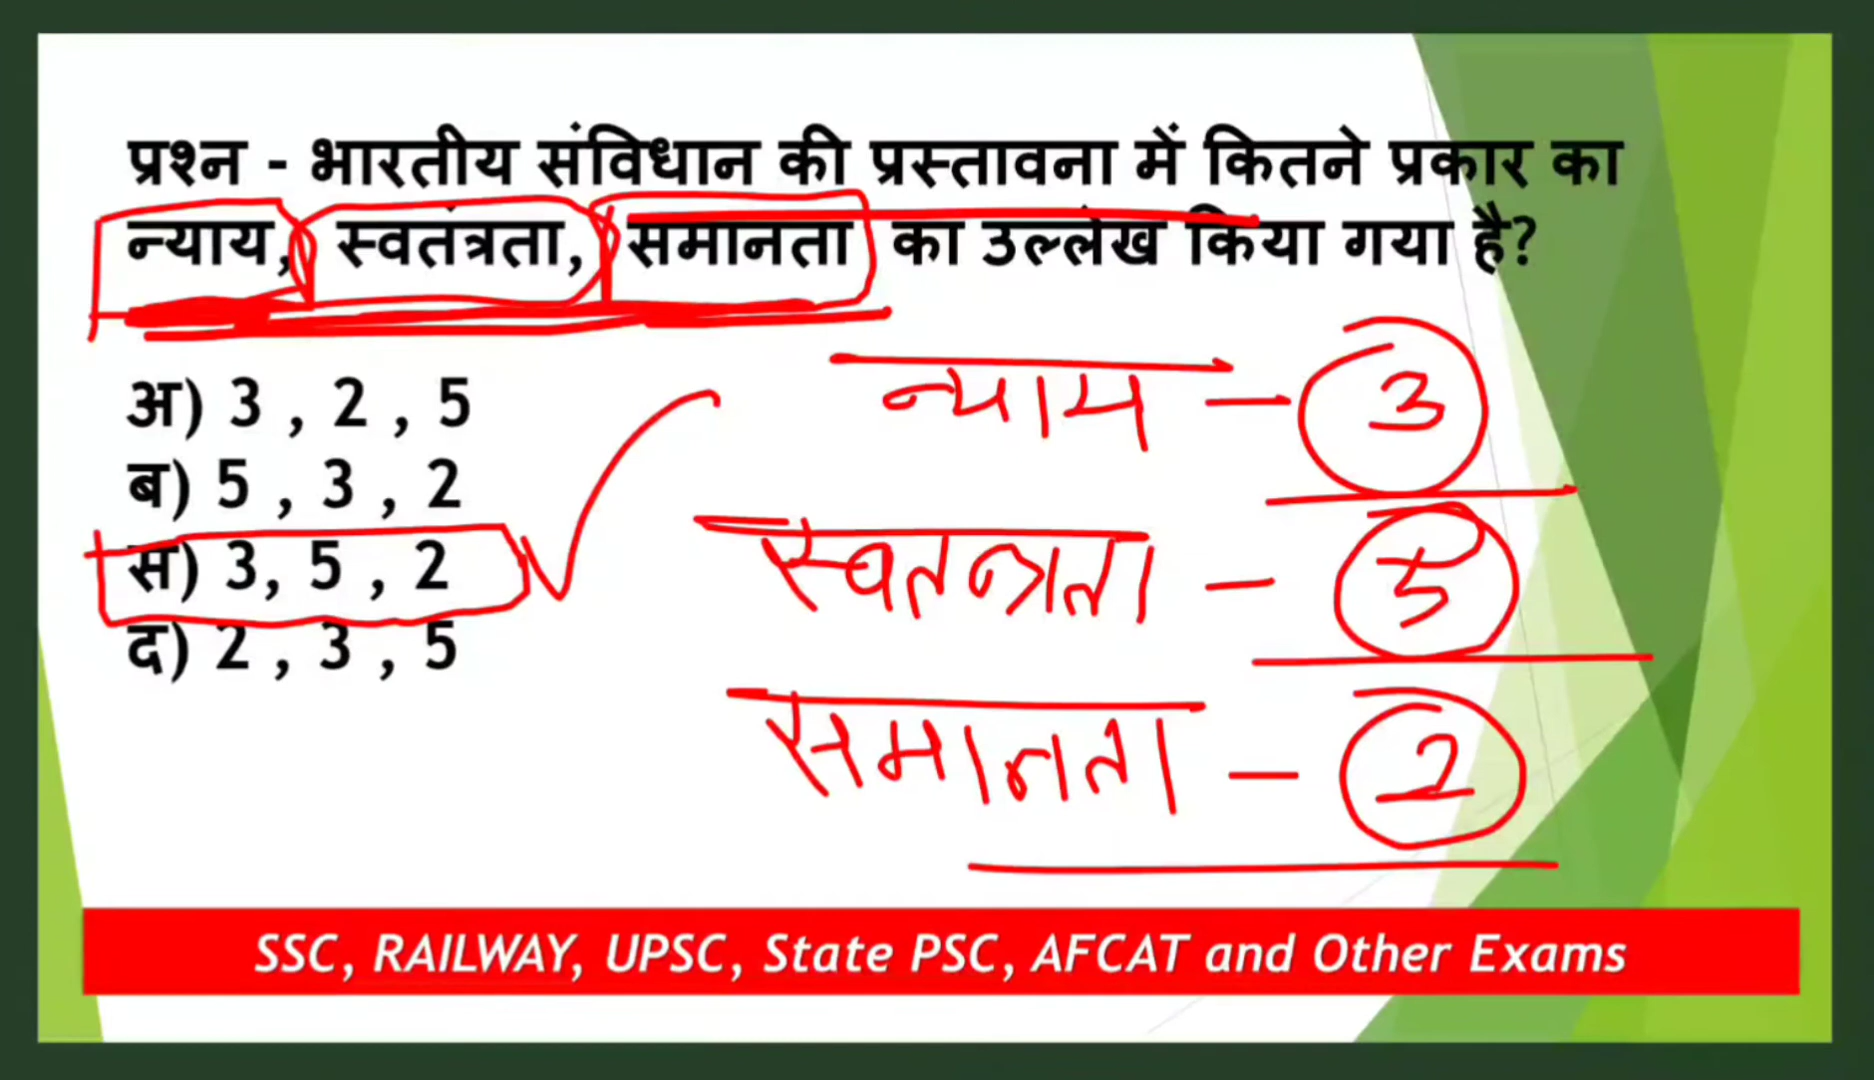 प्रश्न - भारतीय संविधान की प्रस्तावना में कितने प्रकार का
न्याय, स्वतंत्रता, समानता का उल्लेख किया गया है?
अ) 3 , 2 , 5
ब) 5 , 3 , 2
स) 3, 5 , 2
द) 2 , 3 , 5
न्याय - 3
स्वतन्त्रता - 5
समानता - 2
SSC, RAILWAY, UPSC, State PSC, AFCAT and Other Exams